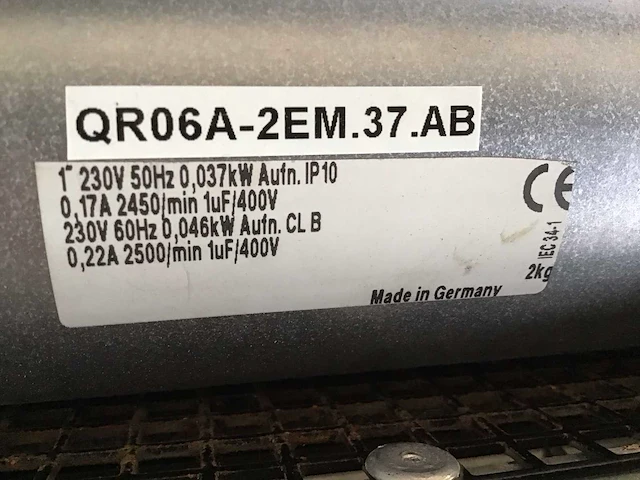 QR06A-2EM.37.AB
1~ 230V 50Hz 0,037kW Aufn. IP10
0,17A 2450/min 1uF/400V
230V 60Hz 0,046kW Aufn. CL B
0,22A 2500/min 1uF/400V
CE
IEC 34-1
2kg
Made in Germany